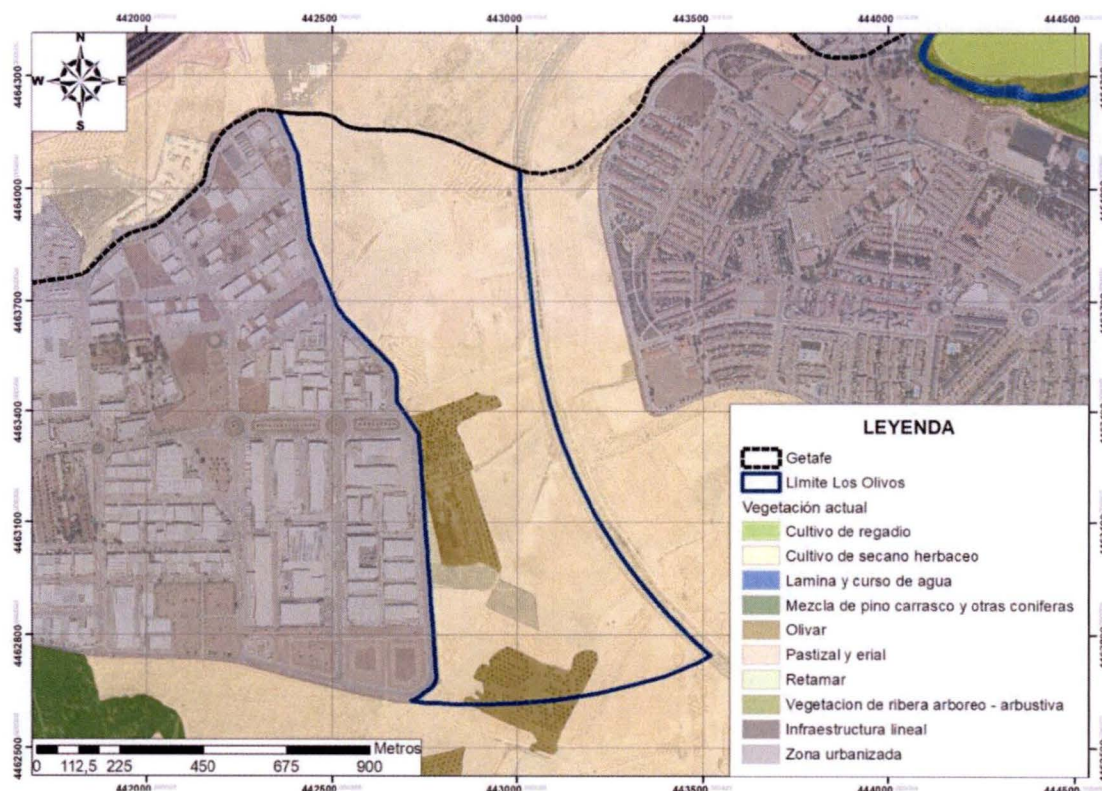 442000 442500 443000 443500 444000 444500
N
W E
S
4464300
4464000
4463700
4463400
4463100
4462800
4462500
4464000
LEYENDA
Getafe
Límite Los Olivos
Vegetación actual
Cultivo de regadio
Cultivo de secano herbaceo
Lamina y curso de agua
Mezcla de pino carrasco y otras coniferas
Olivar
Pastizal y erial
Retamar
Vegetacion de ribera arboreo - arbustiva
Infraestructura lineal
Zona urbanizada
Metros
0 112,5 225 450 675 900
442000 442500 443000 443500 444000 444500